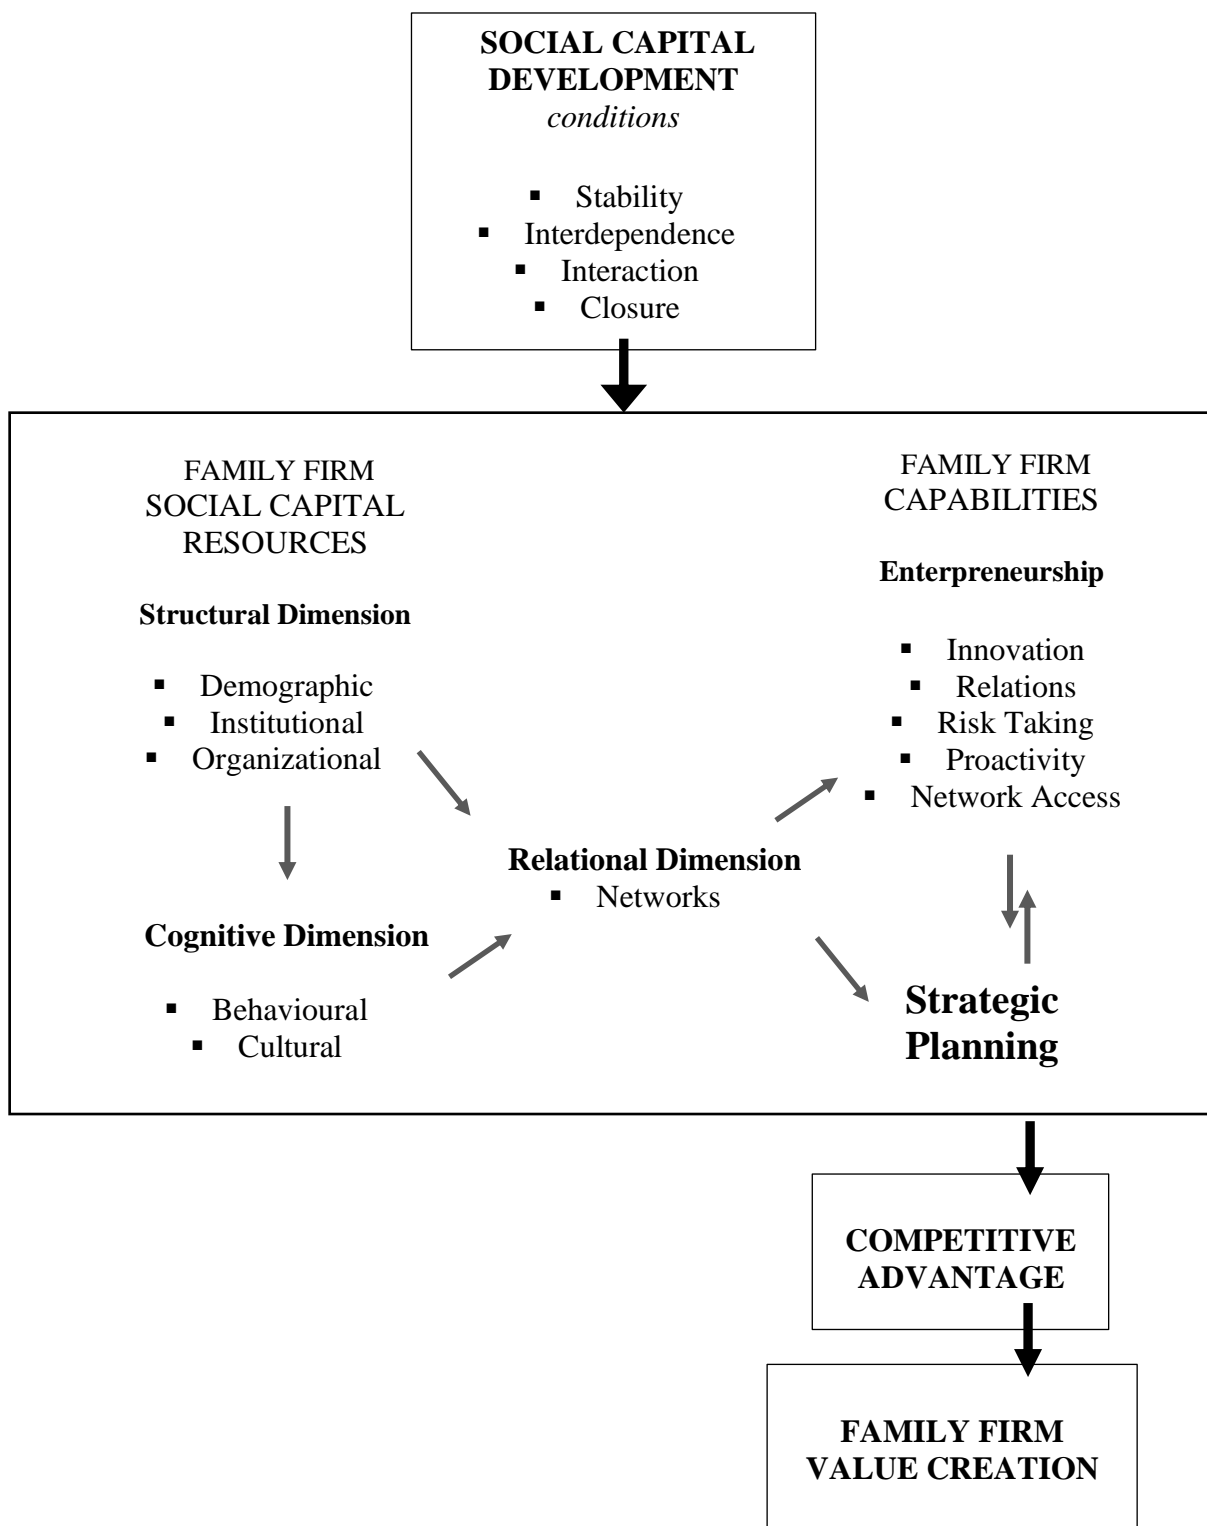 SOCIAL CAPITAL
DEVELOPMENT
conditions
▪ Stability
▪ Interdependence
▪ Interaction
▪ Closure
FAMILY FIRM
SOCIAL CAPITAL
RESOURCES
Structural Dimension
▪ Demographic
▪ Institutional
▪ Organizational
Cognitive Dimension
▪ Behavioural
▪ Cultural
Relational Dimension
▪ Networks
FAMILY FIRM
CAPABILITIES
Enterpreneurship
▪ Innovation
▪ Relations
▪ Risk Taking
▪ Proactivity
▪ Network Access
Strategic
Planning
COMPETITIVE
ADVANTAGE
FAMILY FIRM
VALUE CREATION